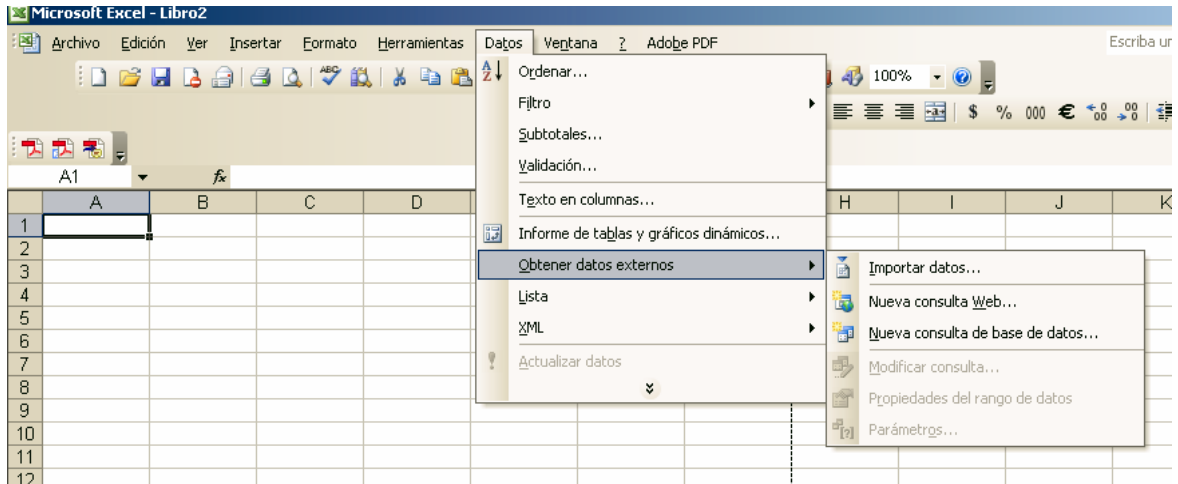 Microsoft Excel - Libro2
Archivo Edición Ver Insertar Formato Herramientas Datos Ventana ? Adobe PDF Escriba un
100%
$ % 000 €
A1 fx
A B C D H I J K
1
2
3
4
5
6
7
8
9
10
11
12
Ordenar...
Filtro
Subtotales...
Validación...
Texto en columnas...
Informe de tablas y gráficos dinámicos...
Obtener datos externos
Lista
XML
Actualizar datos
Importar datos...
Nueva consulta Web...
Nueva consulta de base de datos...
Modificar consulta...
Propiedades del rango de datos
Parámetros...